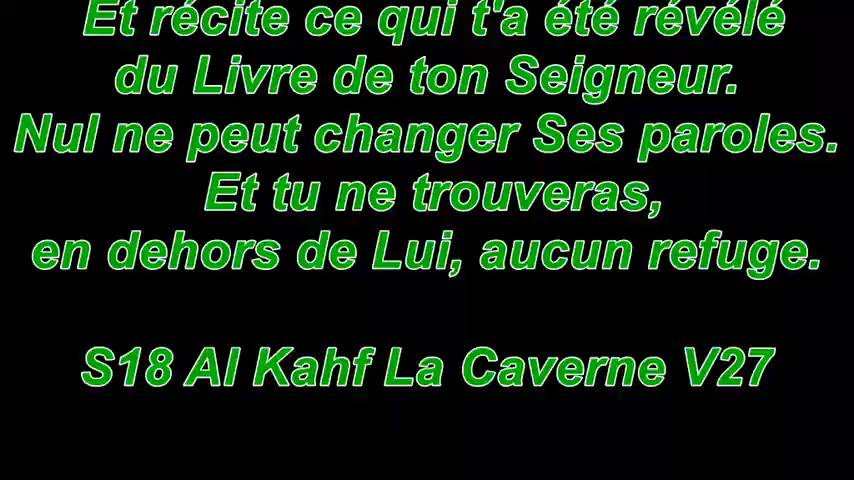 Et récite ce qui t'a été révélé
du Livre de ton Seigneur.
Nul ne peut changer Ses paroles.
Et tu ne trouveras,
en dehors de Lui, aucun refuge.
S18 Al Kahf La Caverne V27